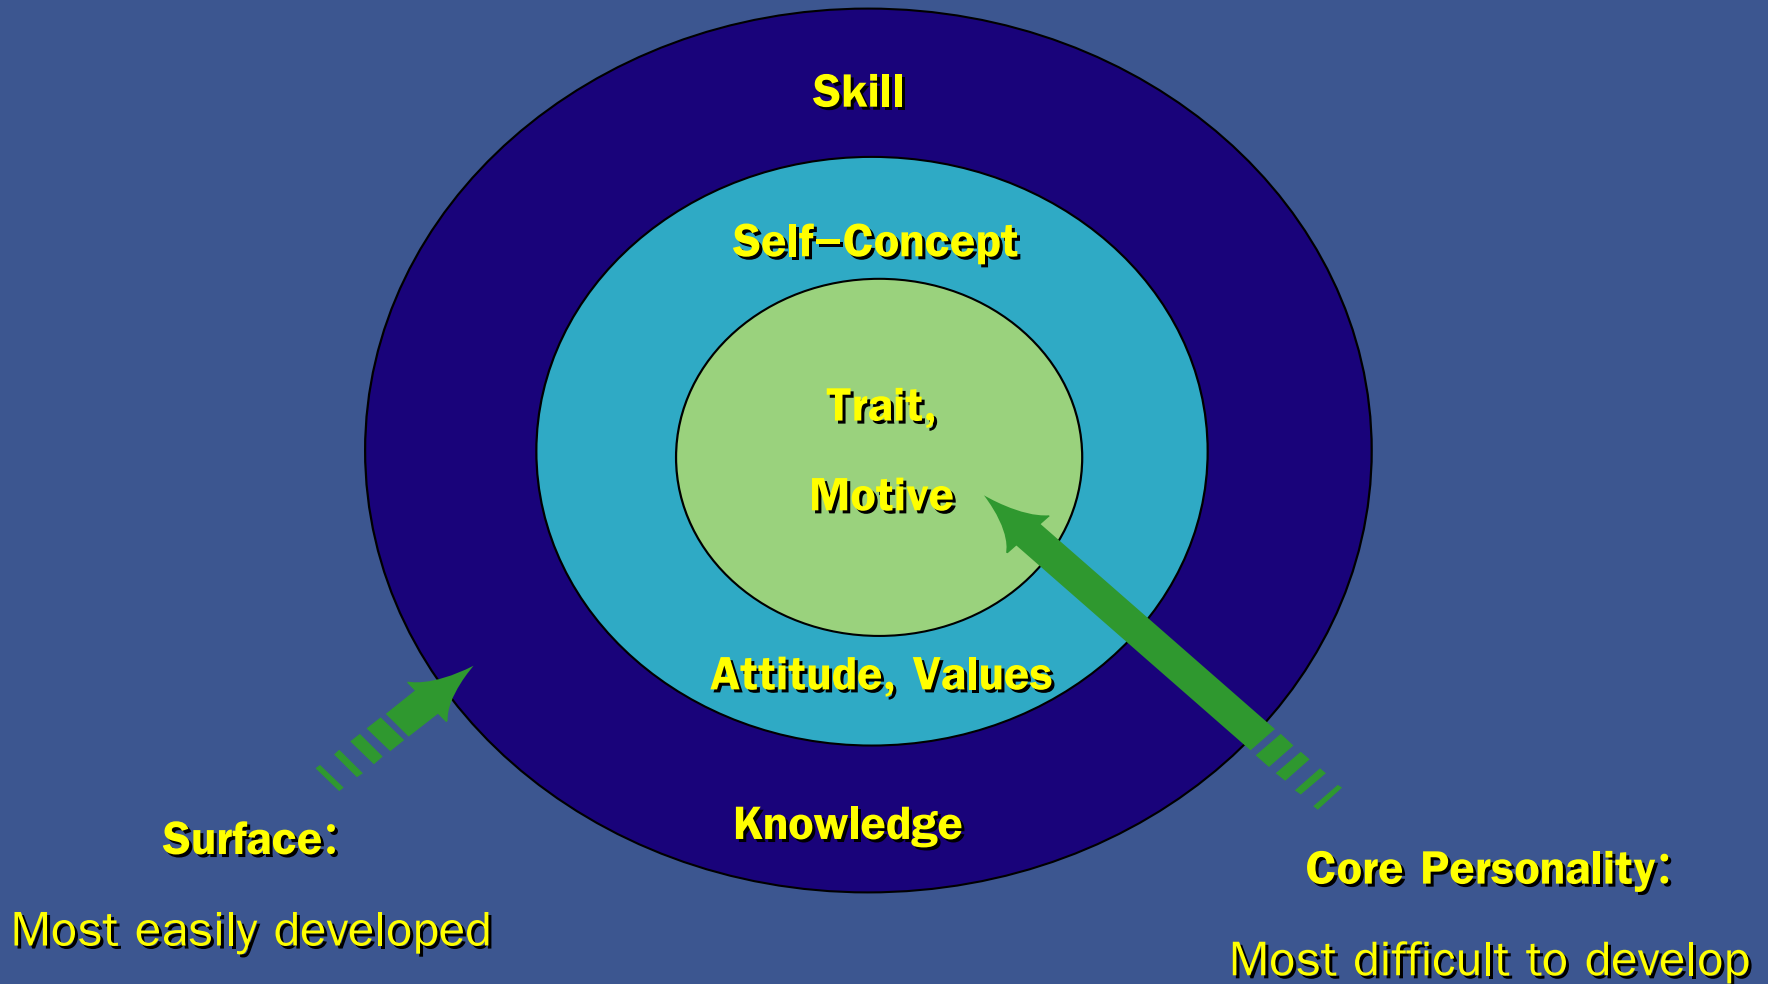 Skill
Self–Concept
Trait,
Motive
Attitude, Values
Knowledge
Surface:
Most easily developed
Core Personality:
Most difficult to develop